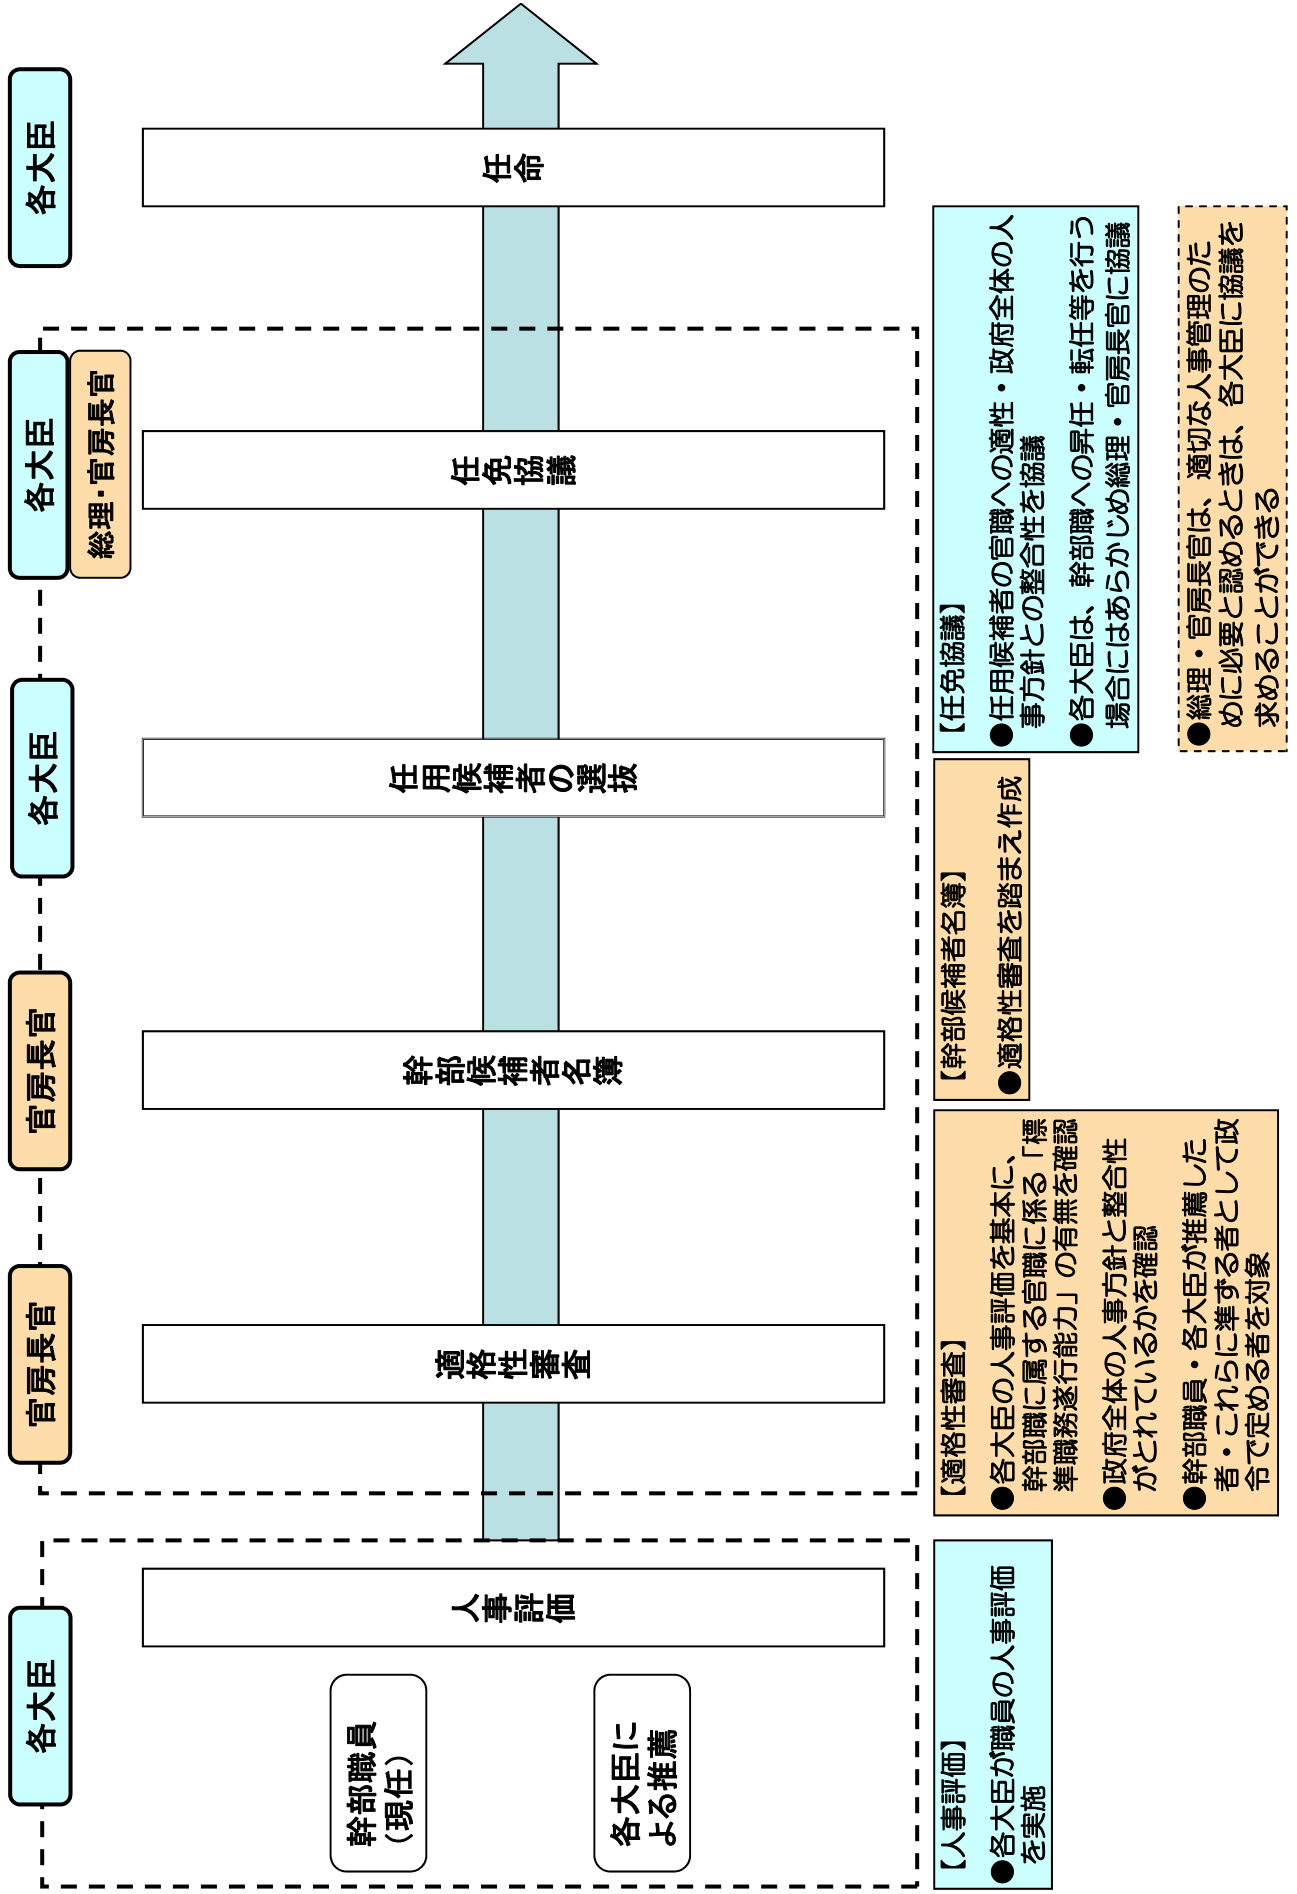 各大臣
官房長官
官房長官
各大臣
各大臣
総理・官房長官
各大臣
幹部職員
（現任）
各大臣に
よる推薦
人事評価
適格性審査
幹部候補者名簿
任用候補者の選抜
任免協議
任命
【人事評価】
●各大臣が職員の人事評価
を実施
【適格性審査】
●各大臣の人事評価を基本に、
幹部職に属する官職に係る「標
準職務遂行能力」の有無を確認
●政府全体の人事方針と整合性
がとれているかを確認
●幹部職員・各大臣が推薦した
者・これらに準ずる者として政
令で定める者を対象
【幹部候補者名簿】
●適格性審査を踏まえ作成
【任免協議】
●任用候補者の官職への適性・政府全体の人
事方針との整合性を協議
●各大臣は、幹部職への昇任・転任等を行う
場合にはあらかじめ総理・官房長官に協議
●総理・官房長官は、適切な人事管理のた
めに必要と認めるときは、各大臣に協議を
求めることができる